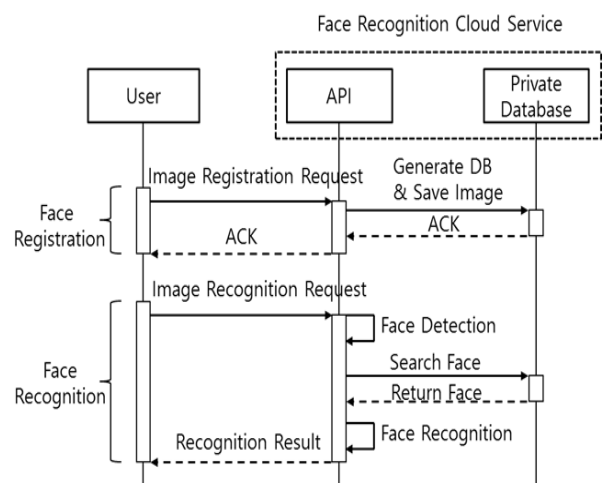 Face Recognition Cloud Service
User
API
Private
Database
Image Registration Request
Generate DB
& Save Image
Face
Registration
ACK
ACK
Image Recognition Request
Face Detection
Search Face
Face
Recognition
Return Face
Face Recognition
Recognition Result